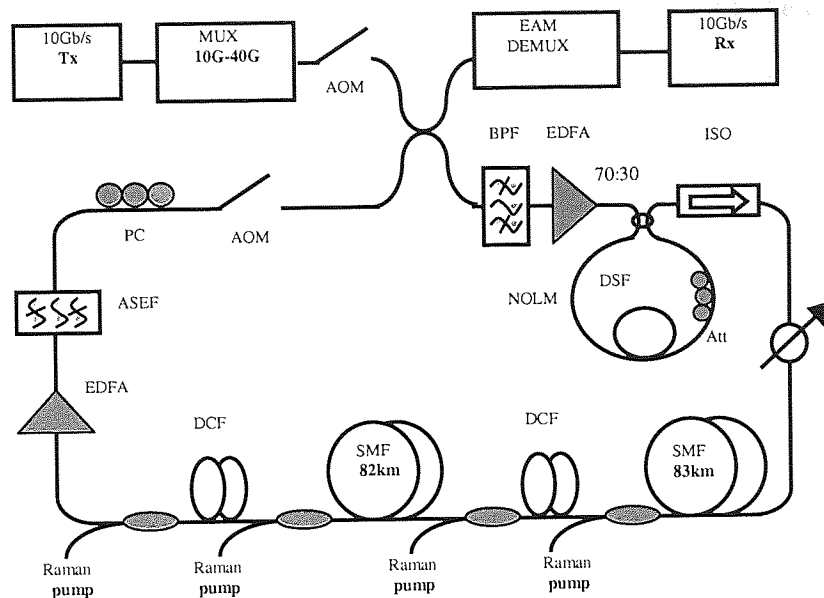 10Gb/s
Tx
MUX
10G-40G
AOM
EAM
DEMUX
10Gb/s
Rx
BPF
EDFA
ISO
70:30
PC
AOM
NOLM
DSF
Att
ASEF
EDFA
DCF
SMF
82km
DCF
SMF
83km
Raman
pump
Raman
pump
Raman
pump
Raman
pump